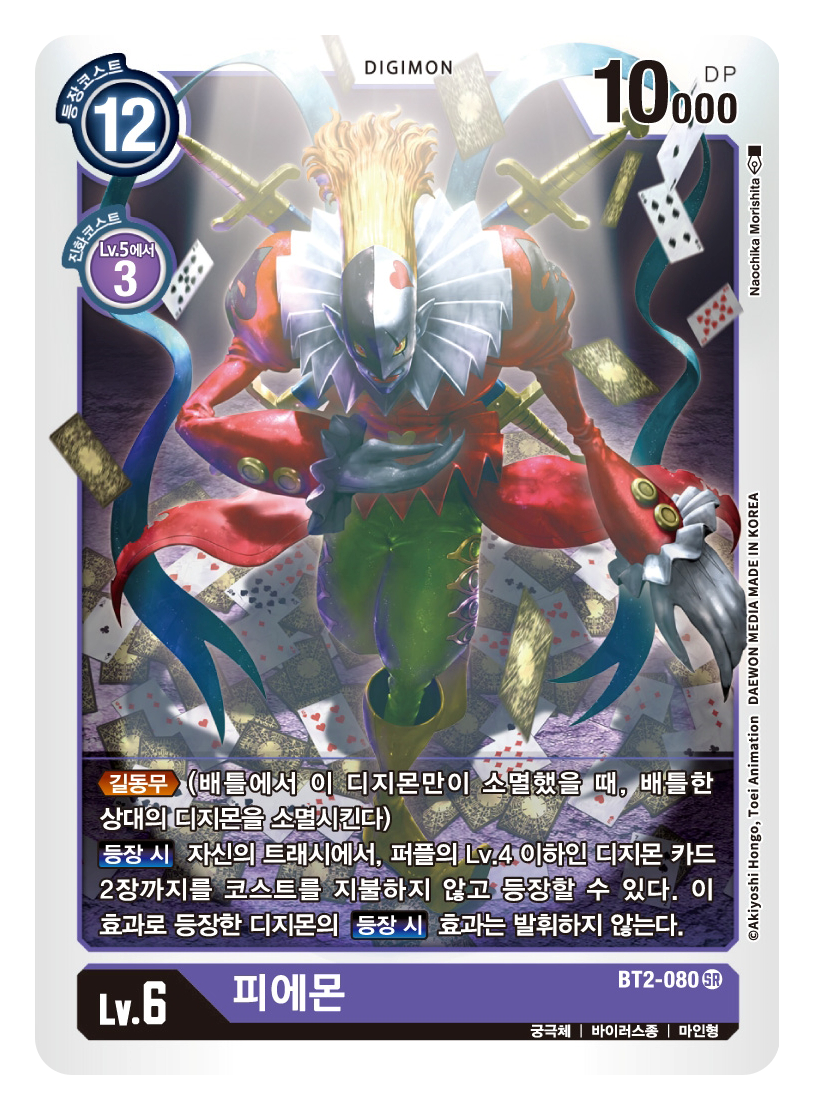 DIGIMON
등장코스트
12
DP
10000
진화코스트
Lv.5에서
3
Naochika Morishita
©Akiyoshi Hongo, Toei Animation DAEWON MEDIA MADE IN KOREA
길동무 (배틀에서 이 디지몬만이 소멸했을 때, 배틀한
상대의 디지몬을 소멸시킨다)
등장 시 자신의 트래시에서, 퍼플의 Lv.4 이하인 디지몬 카드
2장까지를 코스트를 지불하지 않고 등장할 수 있다. 이
효과로 등장한 디지몬의 등장 시 효과는 발휘하지 않는다.
Lv.6
피에몬
BT2-080 SR
궁극체 | 바이러스종 | 마인형